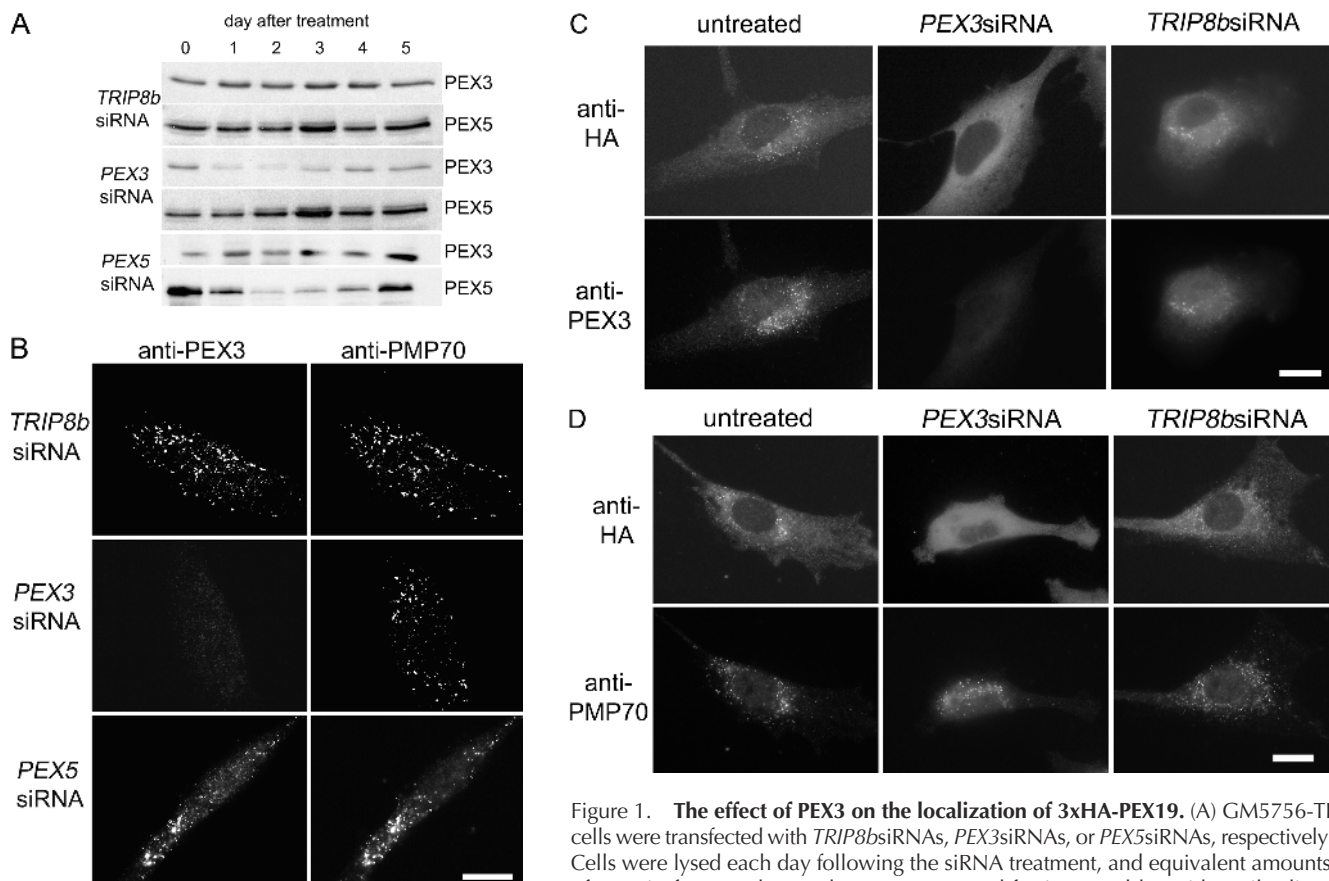 A
day after treatment
0 1 2 3 4 5
TRIP8b
siRNA
PEX3
PEX5
PEX3
siRNA
PEX3
PEX5
PEX5
siRNA
PEX3
PEX5
B
anti-PEX3 anti-PMP70
TRIP8b
siRNA
PEX3
siRNA
PEX5
siRNA
C
untreated PEX3siRNA TRIP8bsiRNA
anti-
HA
anti-
PEX3
D
untreated PEX3siRNA TRIP8bsiRNA
anti-
HA
anti-
PMP70
Figure 1. The effect of PEX3 on the localization of 3xHA-PEX19. (A) GM5756-TI
cells were transfected with TRIP8bsiRNAs, PEX3siRNAs, or PEX5siRNAs, respectively
Cells were lysed each day following the siRNA treatment, and equivalent amounts